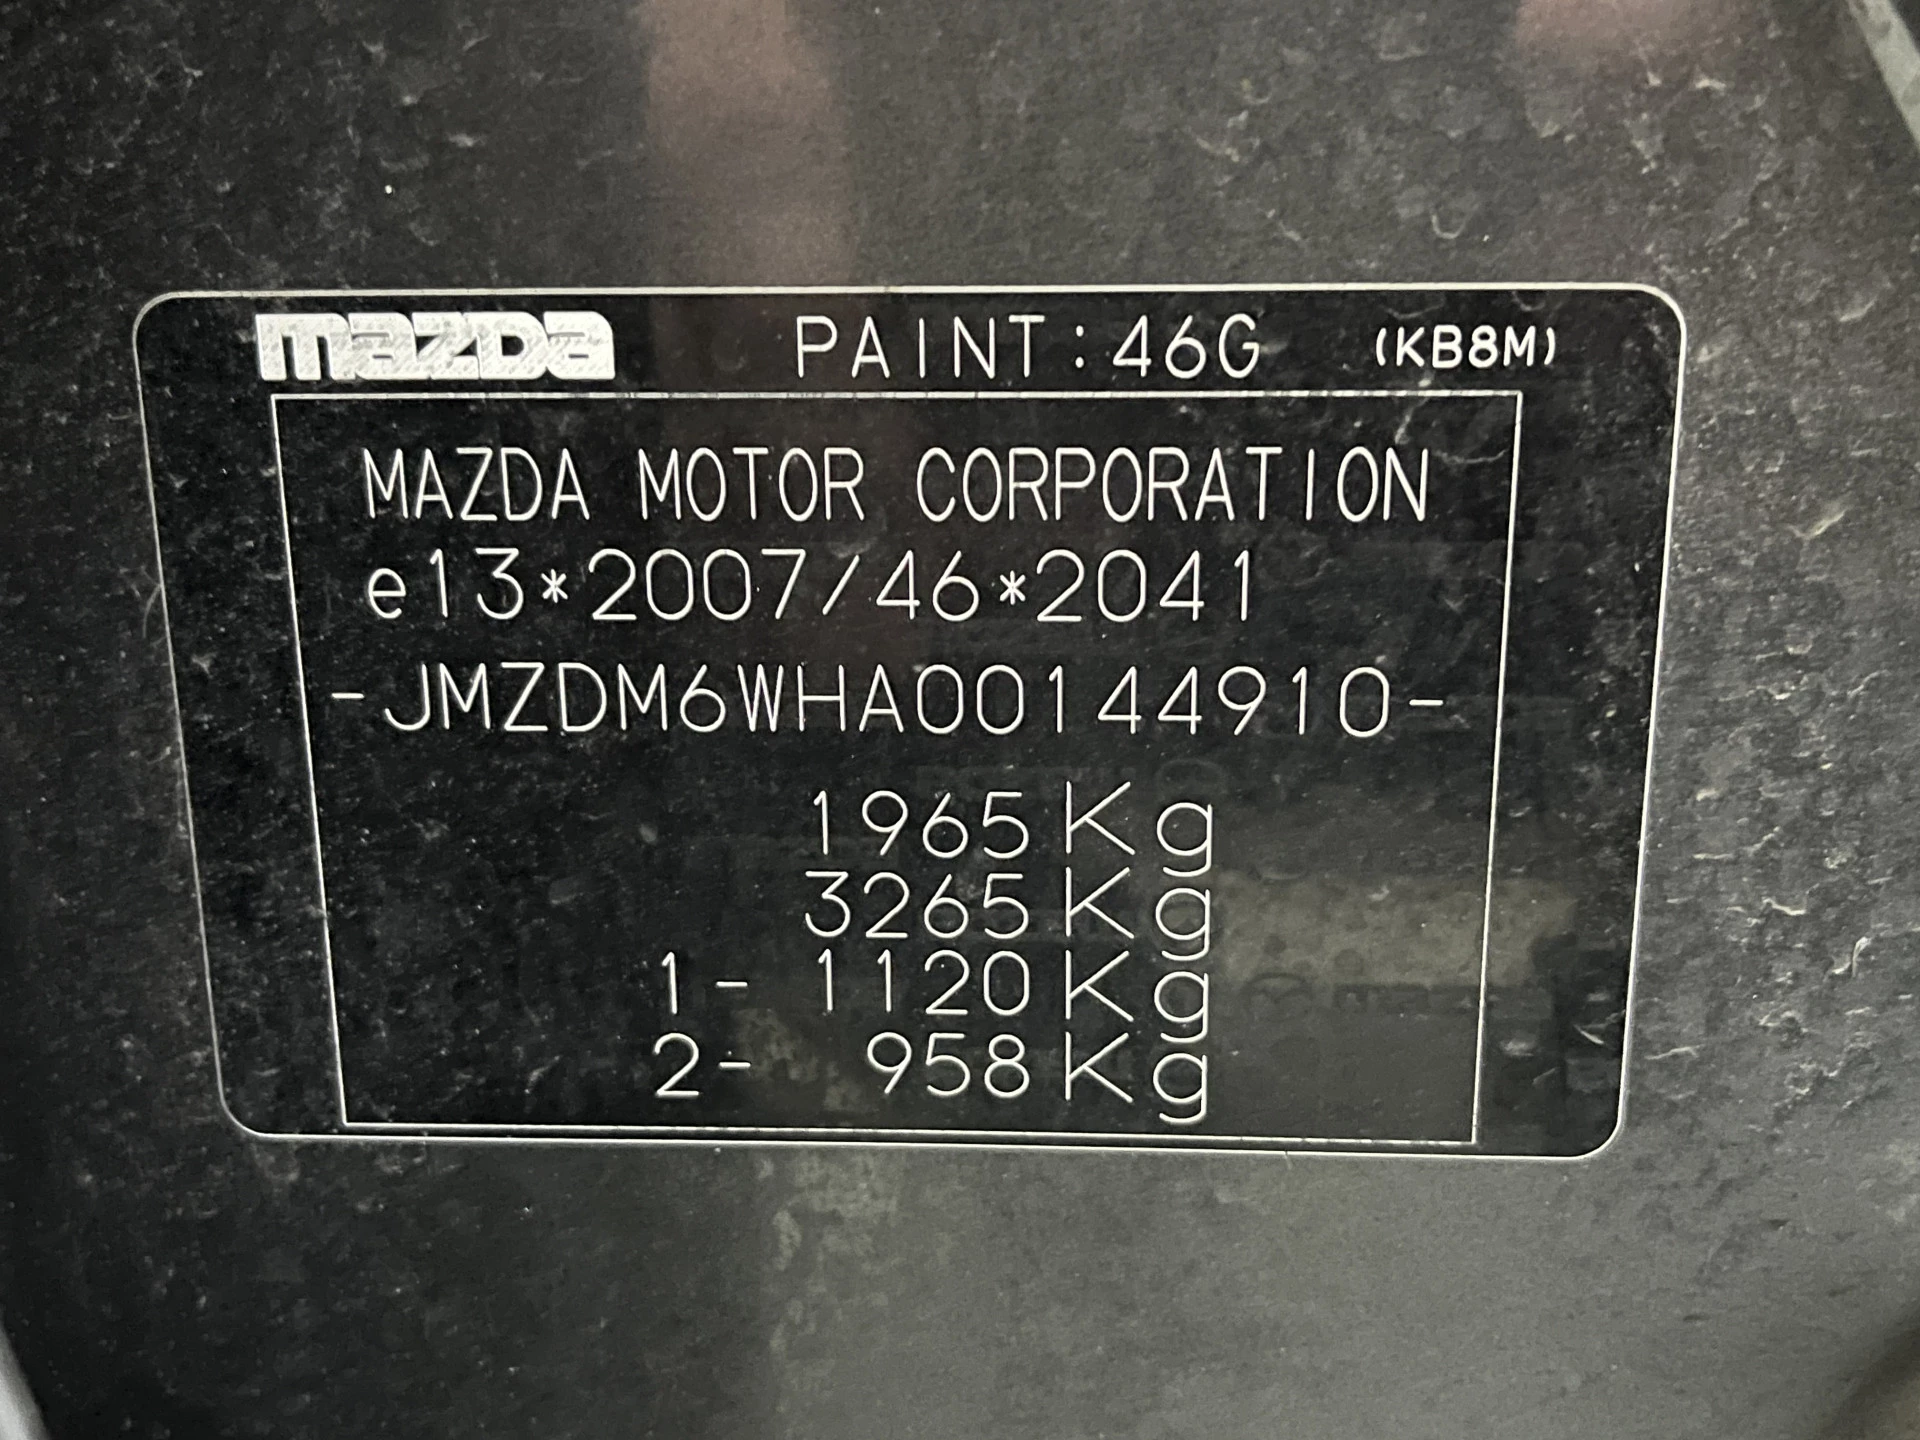 mazda PAINT:46G (KB8M)
MAZDA MOTOR CORPORATION
e13*2007/46*2041
-JMZDM6WHA00144910-
1965Kg
3265Kg
1- 1120Kg
2- 958Kg